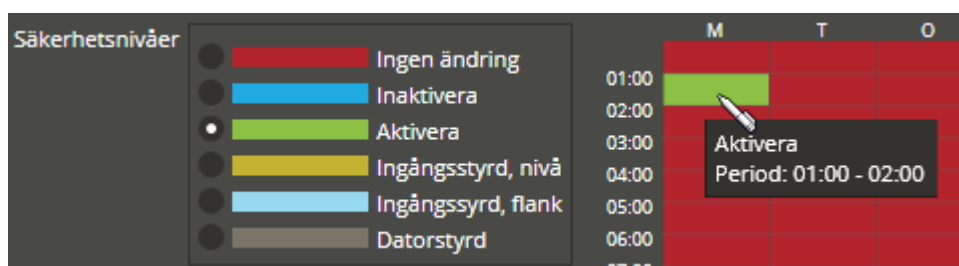 Säkerhetsnivåer
Ingen ändring
Inaktivera
Aktivera
Ingångsstyrd, nivå
Ingångssyrd, flank
Datorstyrd
M T O
01:00
02:00
03:00
04:00
05:00
06:00
Aktivera
Period: 01:00 - 02:00